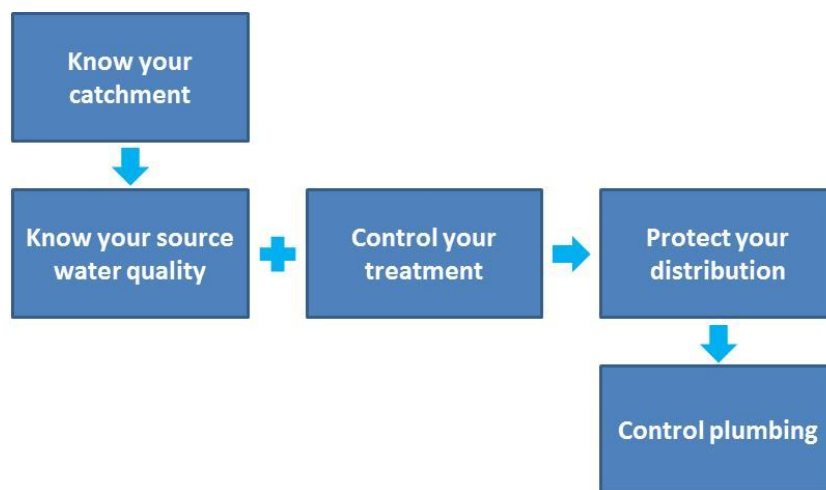 Know your
catchment
Know your source
water quality
Control your
treatment
Protect your
distribution
Control plumbing